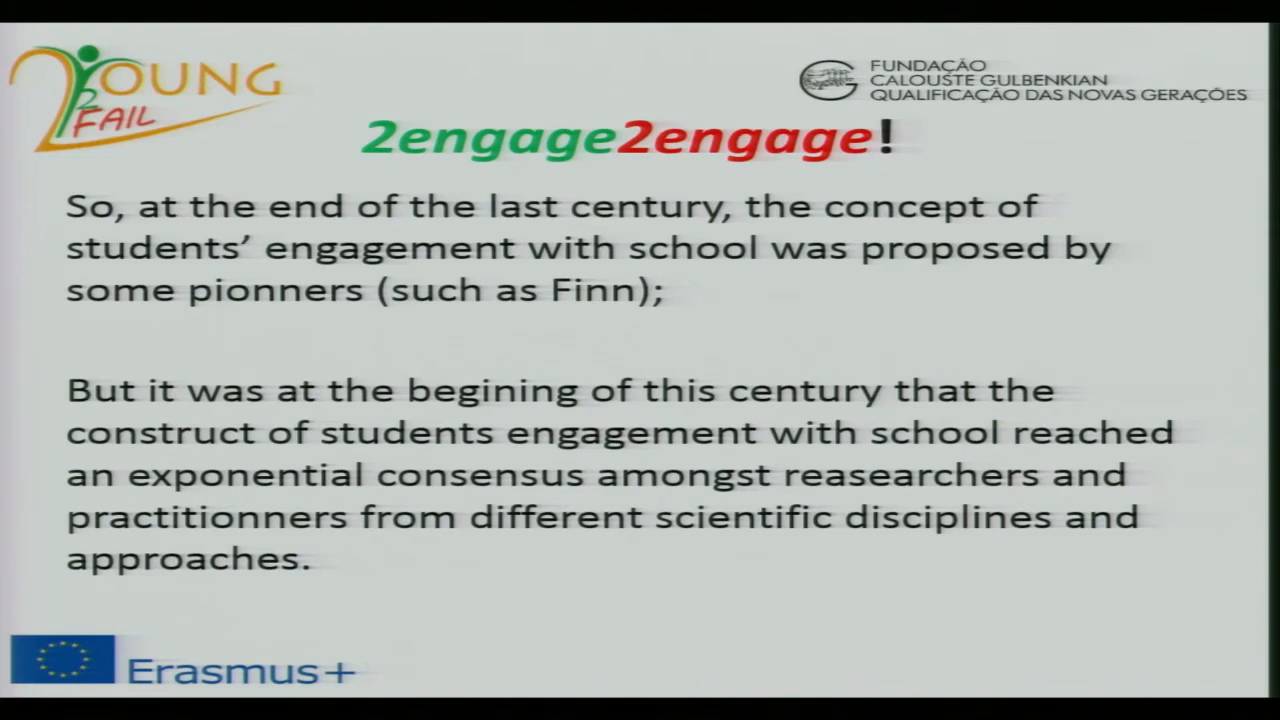 2YOUNG
2
FAIL
FUNDAÇÃO
CALOUSTE GULBENKIAN
QUALIFICAÇÃO DAS NOVAS GERAÇÕES
2engage2engage!
So, at the end of the last century, the concept of
students’ engagement with school was proposed by
some pionners (such as Finn);
But it was at the begining of this century that the
construct of students engagement with school reached
an exponential consensus amongst reasearchers and
practitionners from different scientific disciplines and
approaches.
Erasmus+